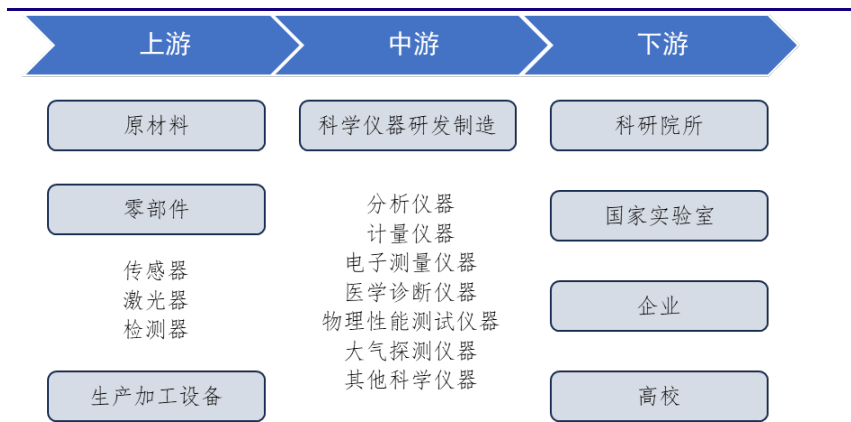 上游
中游
下游
原材料
零部件
传感器
激光器
检测器
生产加工设备
科学仪器研发制造
分析仪器
计量仪器
电子测量仪器
医学诊断仪器
物理性能测试仪器
大气探测仪器
其他科学仪器
科研院所
国家实验室
企业
高校